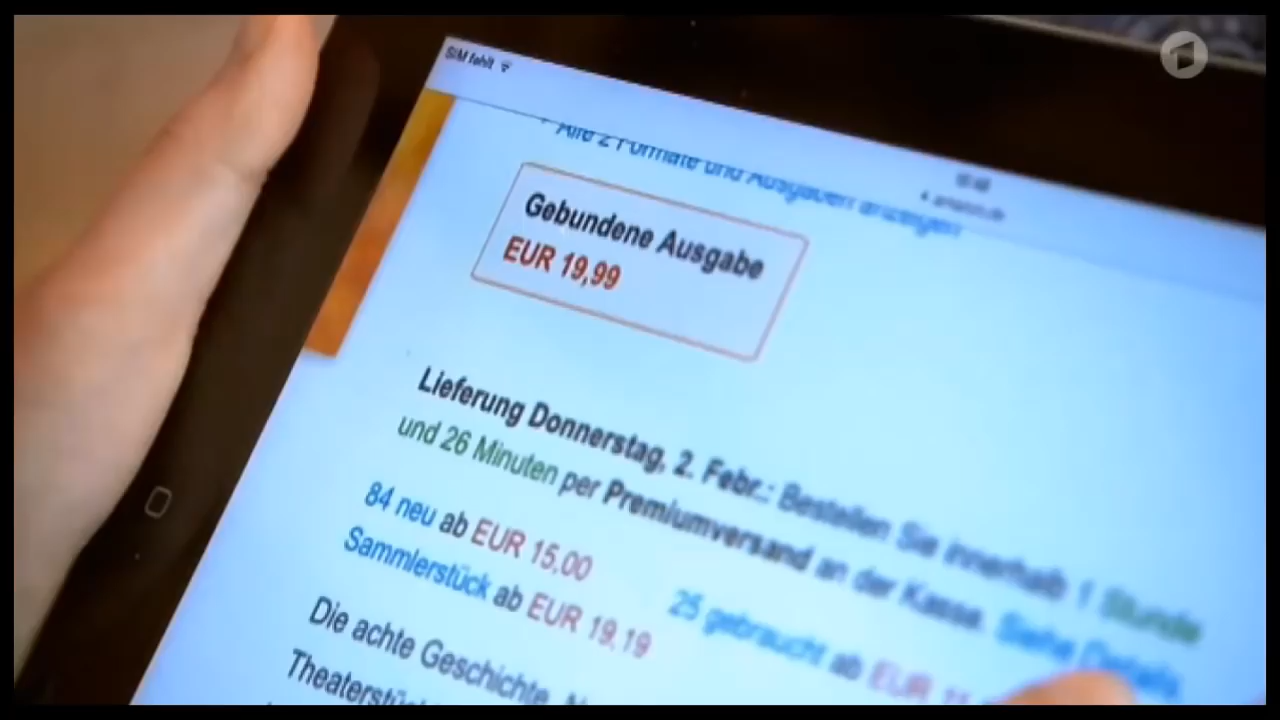 SIM fehlt
Alle 2 Formate und Ausgaben anzeigen
Gebundene Ausgabe
EUR 19,99
Lieferung Donnerstag, 2. Febr.: Bestellen Sie innerhalb 1 Stunde
und 26 Minuten per Premiumversand an der Kasse. Siehe Details.
84 neu ab EUR 15,00
25 gebraucht ab EUR
Sammlerstück ab EUR 19,19
Die achte Geschichte.